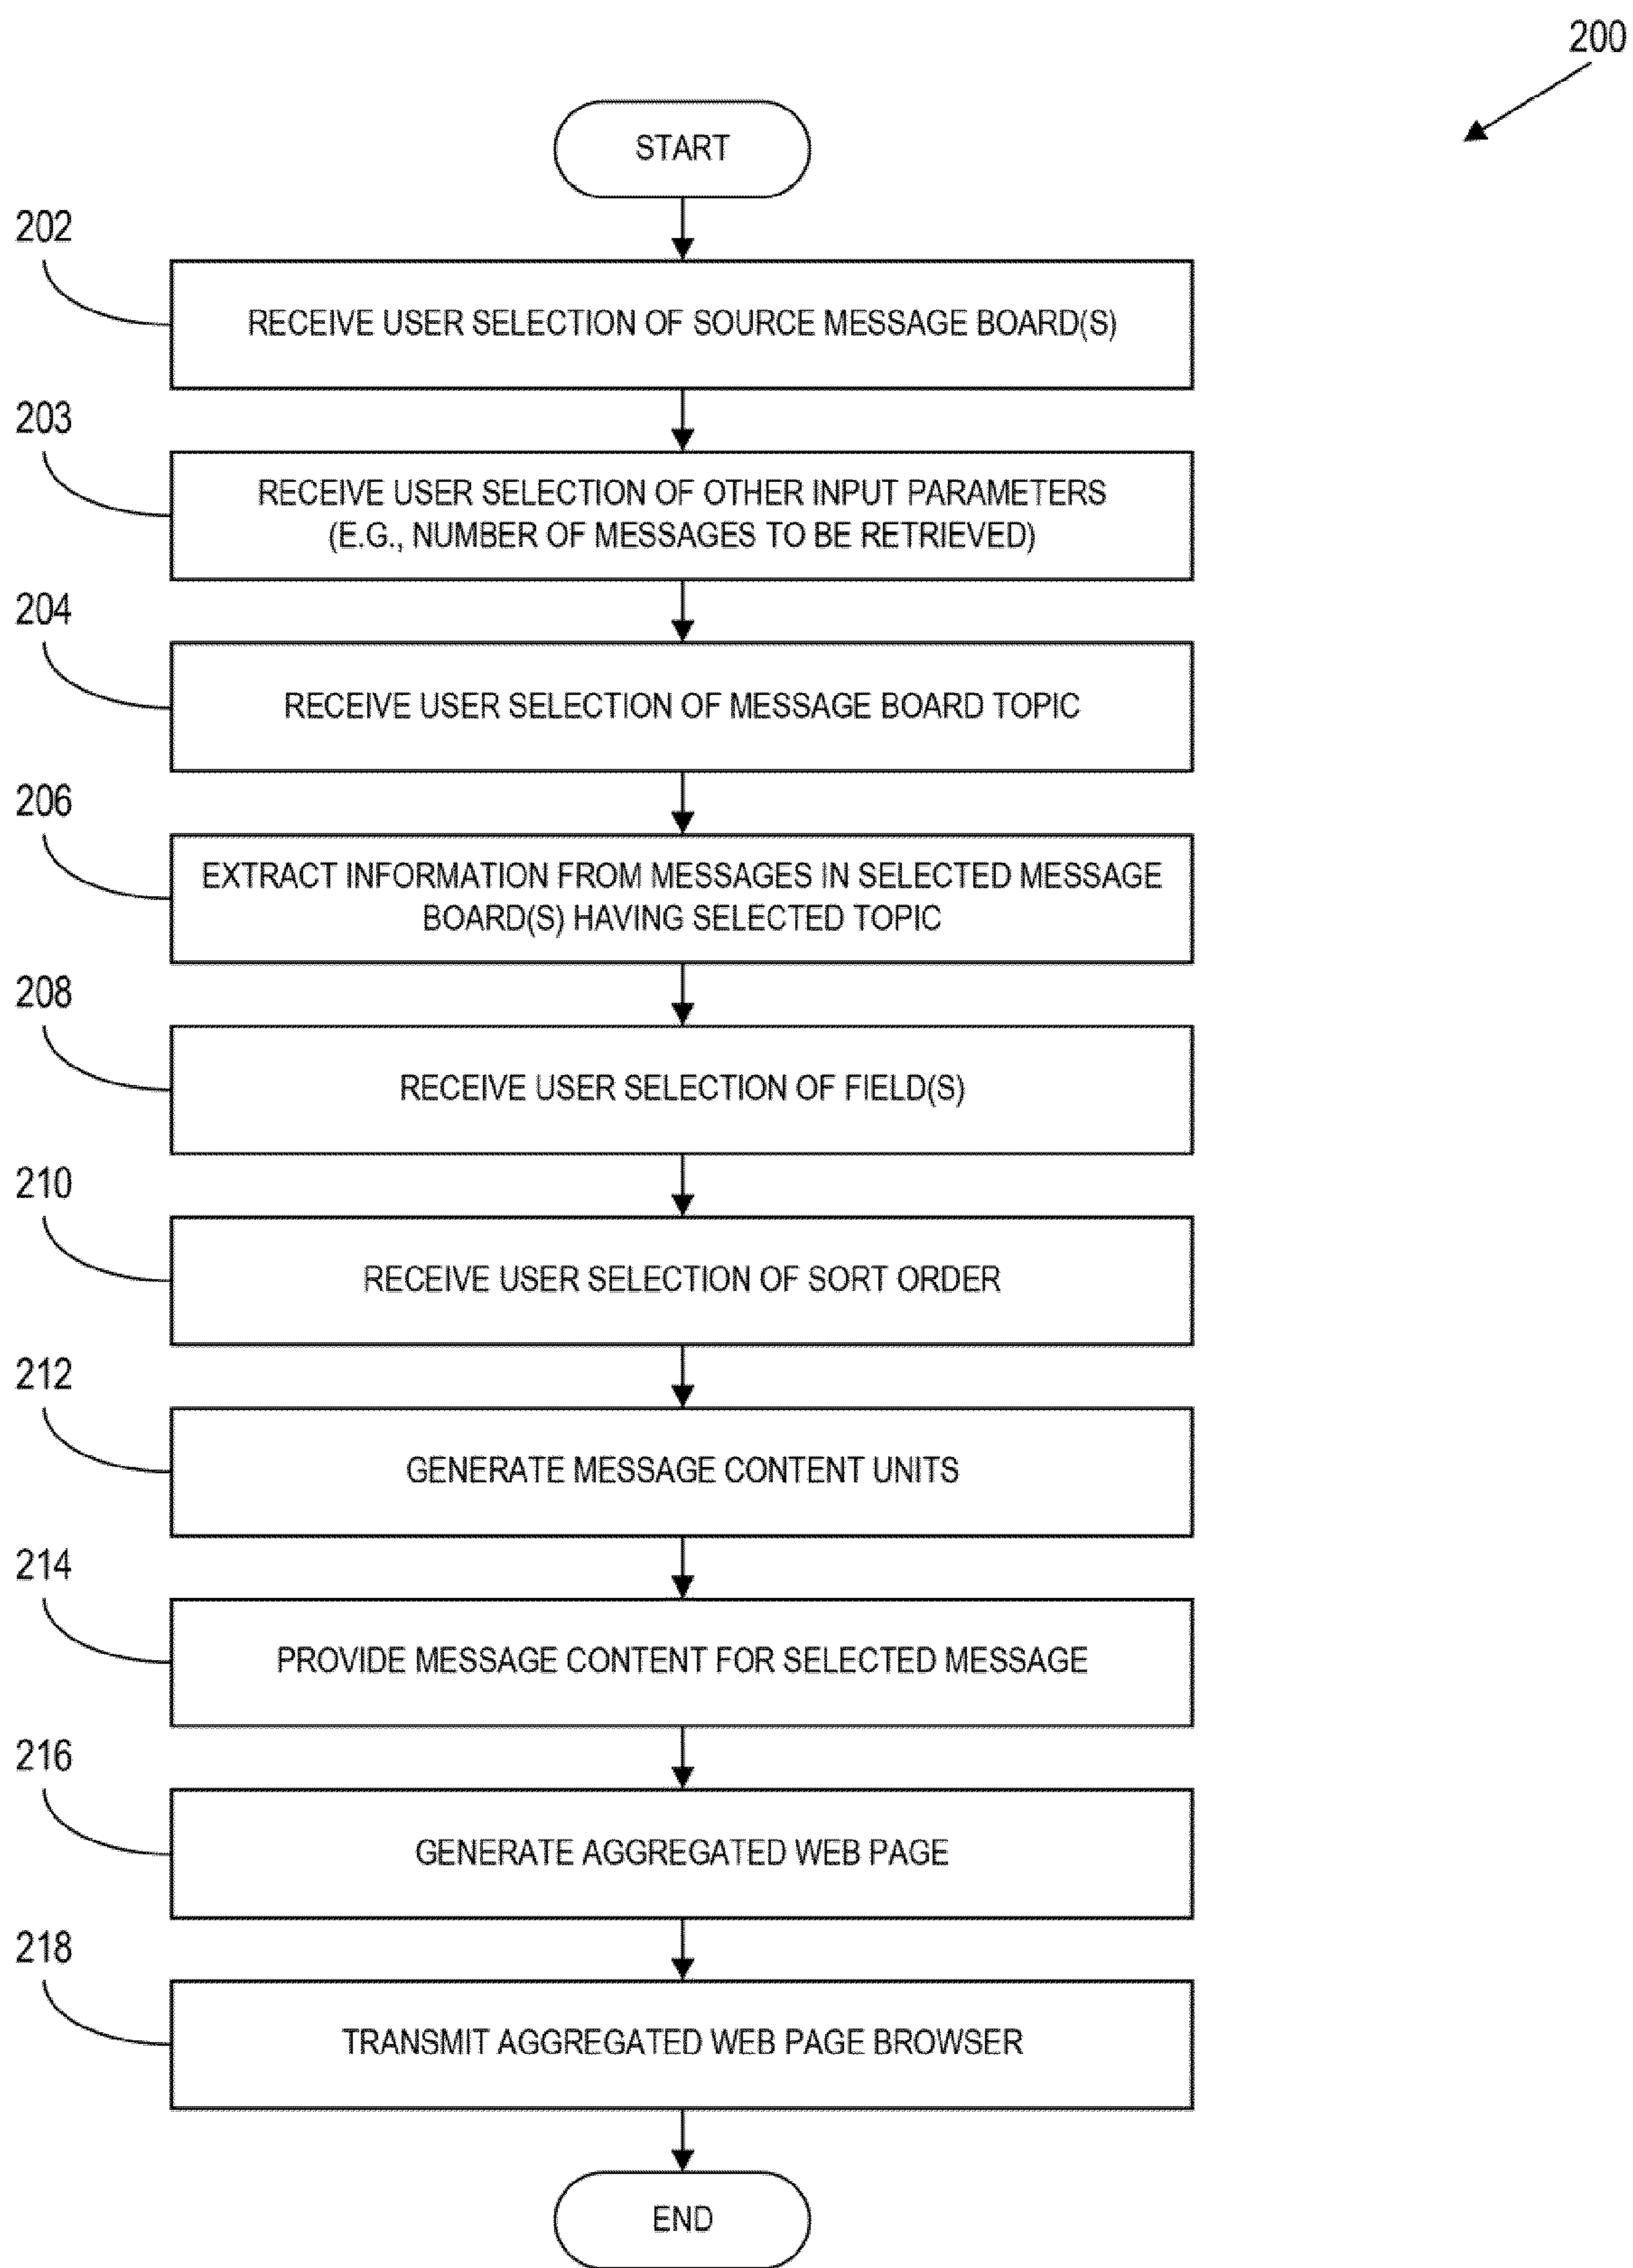 200
START
202
RECEIVE USER SELECTION OF SOURCE MESSAGE BOARD(S)
203
RECEIVE USER SELECTION OF OTHER INPUT PARAMETERS
(E.G., NUMBER OF MESSAGES TO BE RETRIEVED)
204
RECEIVE USER SELECTION OF MESSAGE BOARD TOPIC
206
EXTRACT INFORMATION FROM MESSAGES IN SELECTED MESSAGE
BOARD(S) HAVING SELECTED TOPIC
208
RECEIVE USER SELECTION OF FIELD(S)
210
RECEIVE USER SELECTION OF SORT ORDER
212
GENERATE MESSAGE CONTENT UNITS
214
PROVIDE MESSAGE CONTENT FOR SELECTED MESSAGE
216
GENERATE AGGREGATED WEB PAGE
218
TRANSMIT AGGREGATED WEB PAGE BROWSER
END